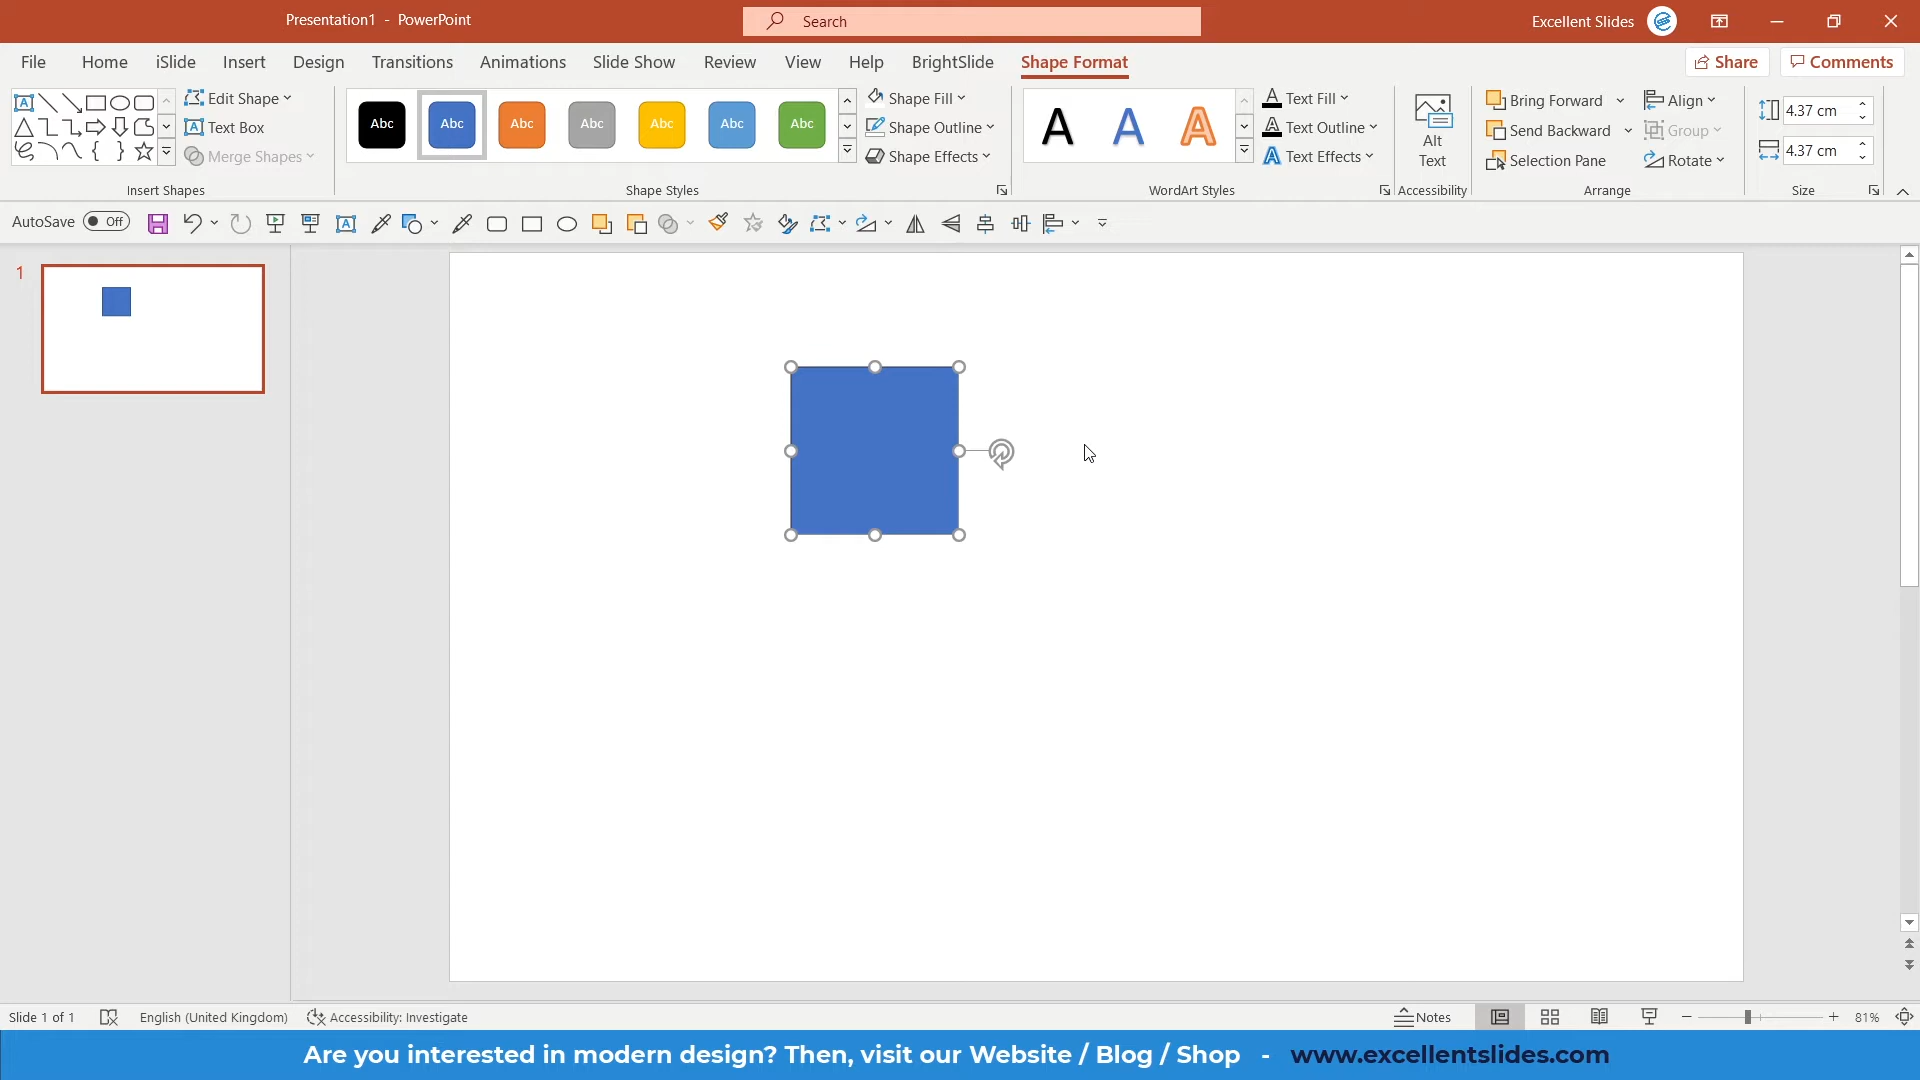 Presentation1 - PowerPoint
Search
Excellent Slides
File Home iSlide Insert Design Transitions Animations Slide Show Review View Help BrightSlide Shape Format
Share Comments
Edit Shape
Text Box
Merge Shapes
Insert Shapes
Abc Abc Abc Abc Abc Abc Abc
Shape Fill
Shape Outline
Shape Effects
Shape Styles
A A A
Text Fill
Text Outline
Text Effects
WordArt Styles
Alt
Text
Accessibility
Bring Forward
Send Backward
Selection Pane
Align
Group
Rotate
Arrange
4.37 cm
4.37 cm
Size
AutoSave Off
1
Slide 1 of 1 English (United Kingdom) Accessibility: Investigate Notes 81%
Are you interested in modern design? Then, visit our Website / Blog / Shop - www.excellentslides.com